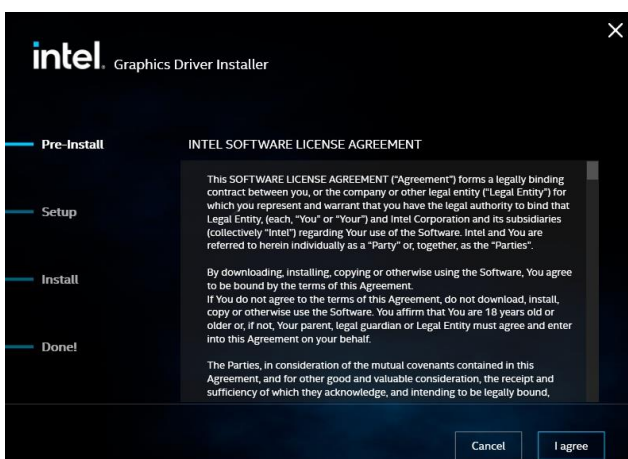 intel. Graphics Driver Installer
Pre-Install
Setup
Install
Done!
INTEL SOFTWARE LICENSE AGREEMENT
This SOFTWARE LICENSE AGREEMENT (“Agreement”) forms a legally binding
contract between you, or the company or other legal entity (“Legal Entity”) for
which you represent and warrant that you have the legal authority to bind that
Legal Entity, (each, “You” or “Your”) and Intel Corporation and its subsidiaries
(collectively “Intel”) regarding Your use of the Software. Intel and You are
referred to herein individually as a “Party” or, together, as the “Parties”.
By downloading, installing, copying or otherwise using the Software, You agree
to be bound by the terms of this Agreement.
If You do not agree to the terms of this Agreement, do not download, install,
copy or otherwise use the Software. You affirm that You are 18 years old or
older or, if not, Your parent, legal guardian or Legal Entity must agree and enter
into this Agreement on your behalf.
The Parties, in consideration of the mutual covenants contained in this
Agreement, and for other good and valuable consideration, the receipt and
sufficiency of which they acknowledge, and intending to be legally bound,
Cancel
I agree